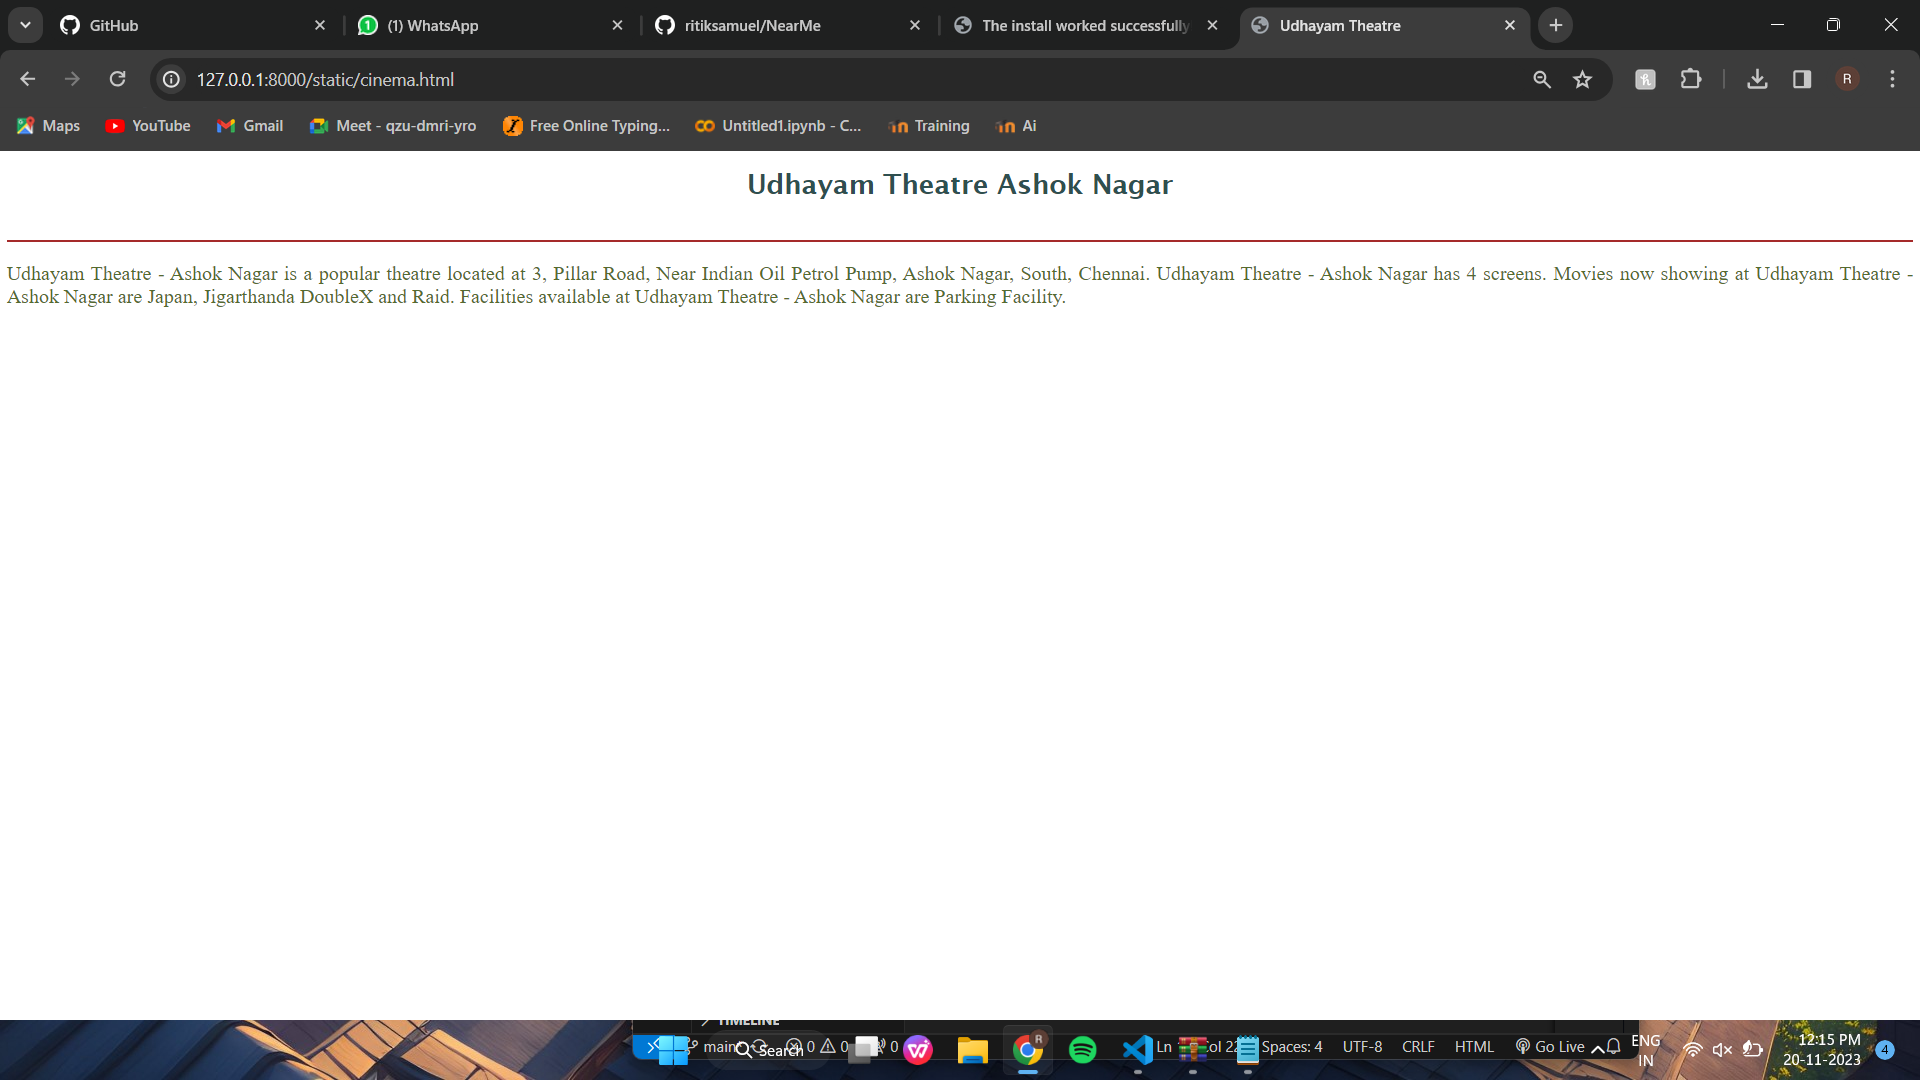 GitHub
(1) WhatsApp
ritiksamuel/NearMe
The install worked successfully
Udhayam Theatre
127.0.0.1:8000/static/cinema.html
R
Maps
YouTube
Gmail
Meet - qzu-dmri-yro
Free Online Typing...
Untitled1.ipynb - C...
Training
Ai
Udhayam Theatre Ashok Nagar
Udhayam Theatre - Ashok Nagar is a popular theatre located at 3, Pillar Road, Near Indian Oil Petrol Pump, Ashok Nagar, South, Chennai. Udhayam Theatre - Ashok Nagar has 4 screens. Movies now showing at Udhayam Theatre -
Ashok Nagar are Japan, Jigarthanda DoubleX and Raid. Facilities available at Udhayam Theatre - Ashok Nagar are Parking Facility.
TIMELINE
main
Search
0
0
0
R
Ln
Spaces: 4
UTF-8
CRLF
HTML
Go Live
ENG
IN
12:15 PM
20-11-2023
4